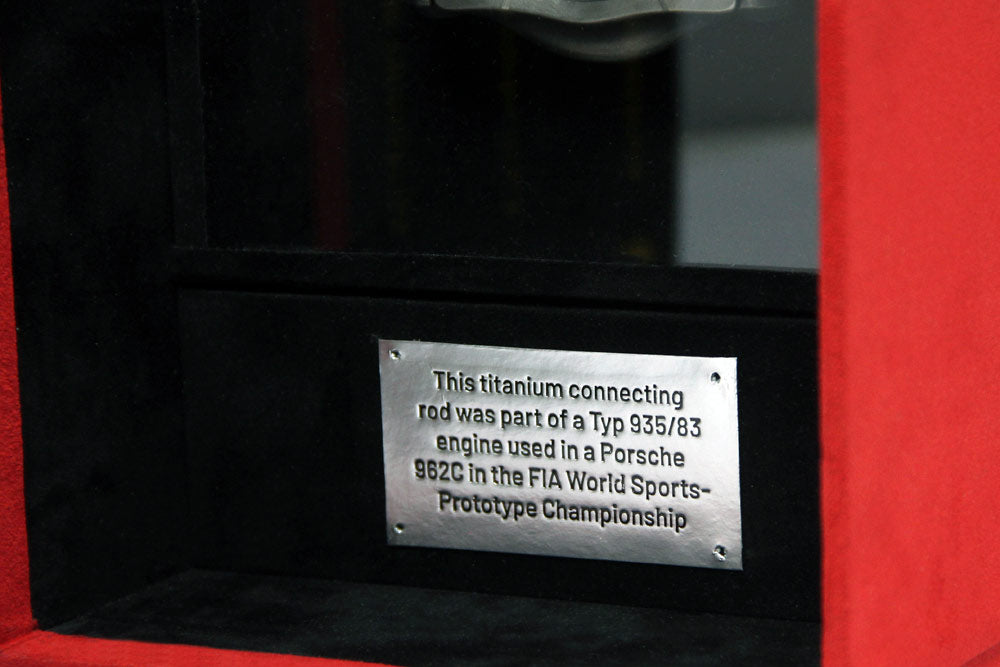 This titanium connecting
rod was part of a Typ 935/83
engine used in a Porsche
962C in the FIA World Sports-
Prototype Championship